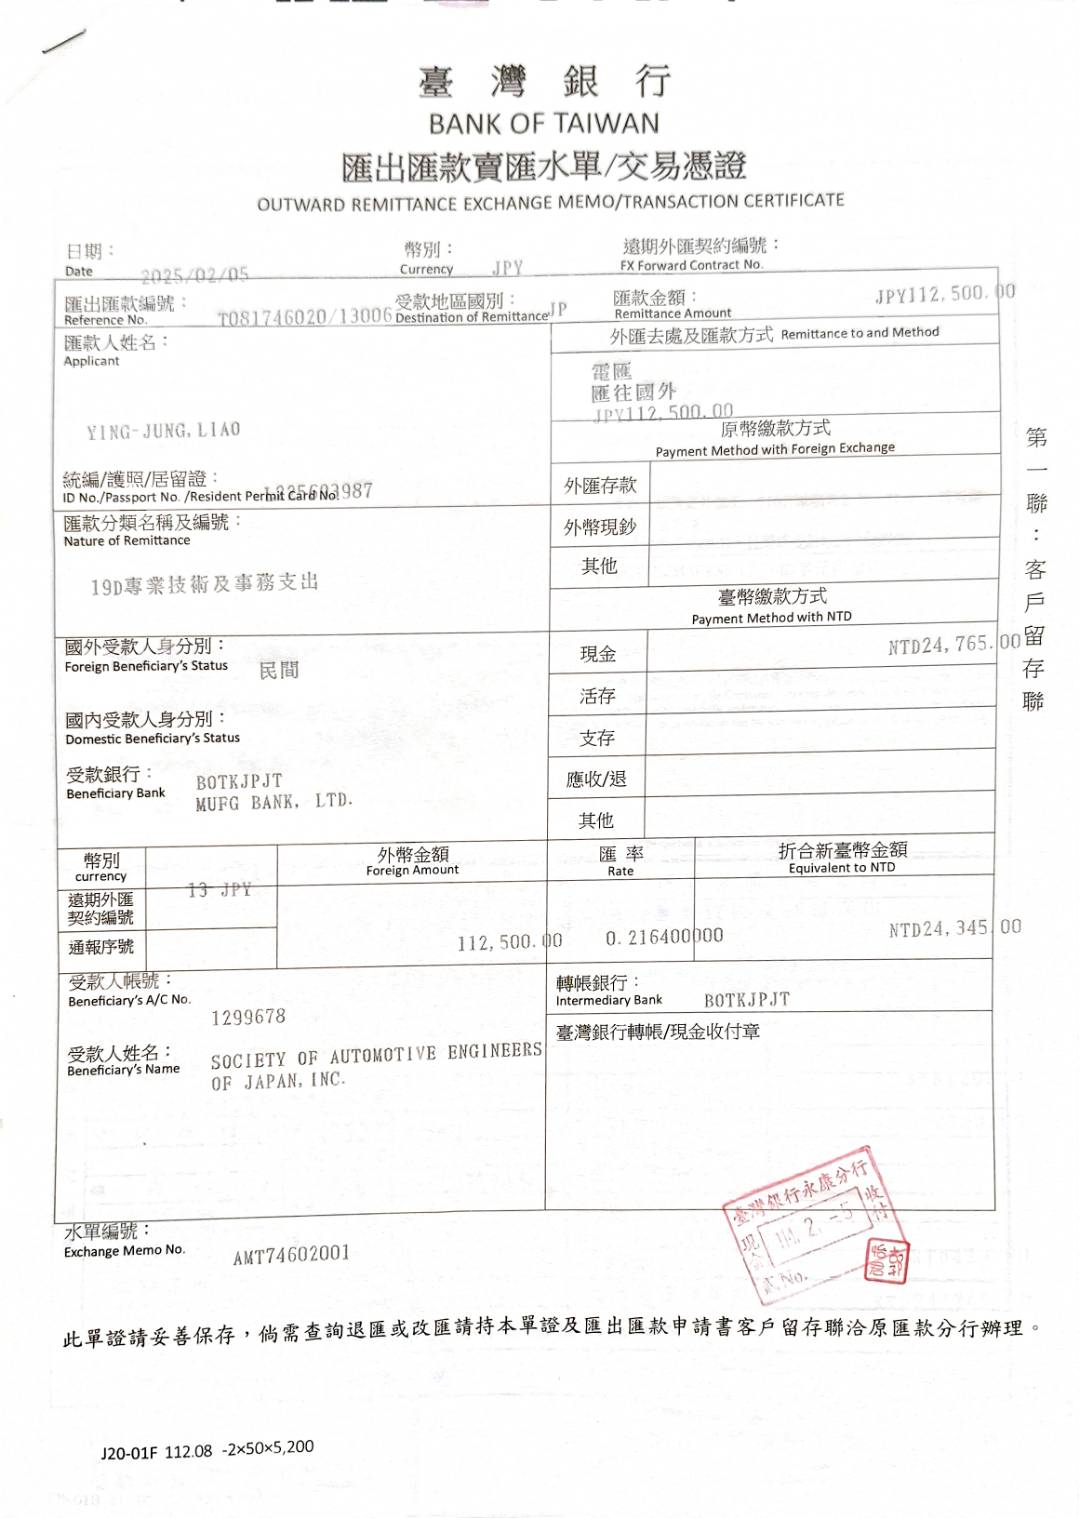 臺灣銀行
BANK OF TAIWAN
匯出匯款賣匯水單/交易憑證
OUTWARD REMITTANCE EXCHANGE MEMO/TRANSACTION CERTIFICATE
日期： 幣別： 遠期外匯契約編號：
Date 2025/02/05 Currency JPY FX Forward Contract No.
匯出匯款編號： 受款地區國別： 匯款金額： JPY112,500.00
Reference No. T081746020/13006 Destination of Remittance JP Remittance Amount
匯款人姓名：
Applicant
YING-JUNG,LIAO
統編/護照/居留證：
ID No./Passport No. /Resident Permit Card No.
匯款分類名稱及編號：
Nature of Remittance
19D專業技術及事務支出
國外受款人身分別：
Foreign Beneficiary's Status 民間
國內受款人身分別：
Domestic Beneficiary's Status
受款銀行： BOTKJPJT
Beneficiary Bank MUFG BANK, LTD.
外匯去處及匯款方式 Remittance to and Method
電匯
匯往國外
JPY112,500.00
原幣繳款方式
Payment Method with Foreign Exchange
外匯存款
外幣現鈔
其他
臺幣繳款方式
Payment Method with NTD
現金 NTD24,765.00
活存
支存
應收/退
其他
幣別 外幣金額 匯 率 折合新臺幣金額
currency Foreign Amount Rate Equivalent to NTD
13 JPY
遠期外匯
契約編號
通報序號 112,500.00 0.216400000 NTD24,345.00
受款人帳號：
Beneficiary's A/C No.
1299678
受款人姓名： SOCIETY OF AUTOMOTIVE ENGINEERS
Beneficiary's Name OF JAPAN,INC.
轉帳銀行：
Intermediary Bank BOTKJPJT
臺灣銀行轉帳/現金收付章
臺灣銀行永康分行
收付
現金
No.
水單編號：
Exchange Memo No. AMT74602001
此單證請妥善保存，倘需查詢退匯或改匯請持本單證及匯出匯款申請書客戶留存聯洽原匯款分行辦理。
J20-01F 112.08 -2×50×5,200
第一聯：客戶留存聯